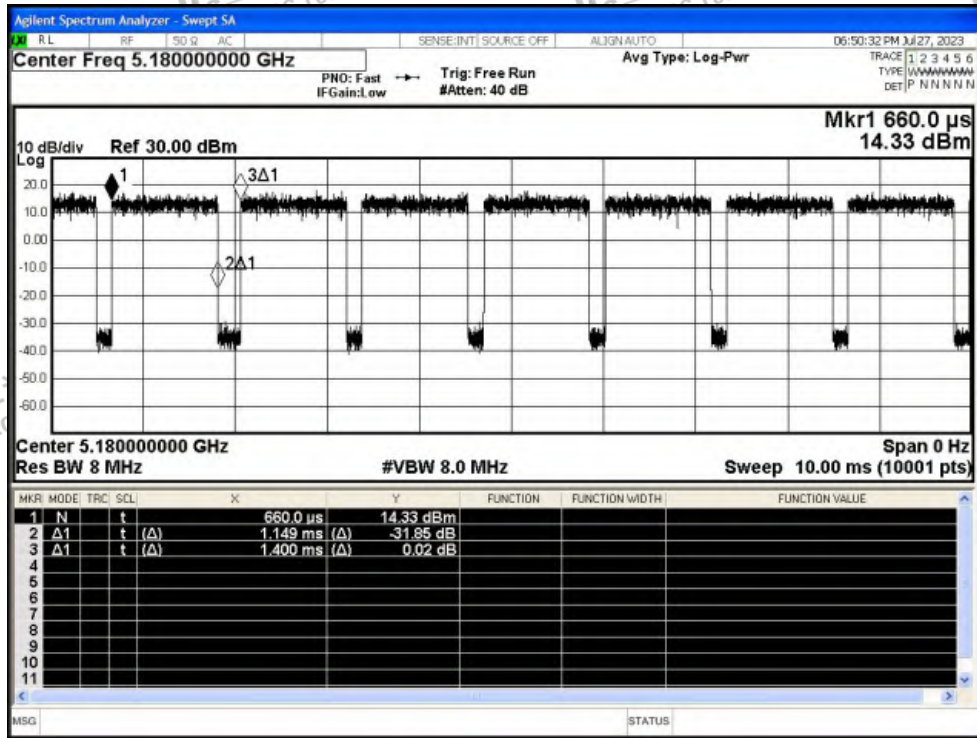 Agilent Spectrum Analyzer - Swept SA
LXI RL RF 50 Ω AC SENSE:INT SOURCE OFF ALIGN AUTO 06:50:32 PM Jul 27, 2023
Center Freq 5.180000000 GHz
PNO: Fast
IFGain:Low
Trig: Free Run
#Atten: 40 dB
Avg Type: Log-Pwr
TRACE 1 2 3 4 5 6
TYPE WWWWWWW
DET P N N N N N
Mkr1 660.0 µs
14.33 dBm
10 dB/div Ref 30.00 dBm
Log
1
3Δ1
2Δ1
20.0
10.0
0.00
-10.0
-20.0
-30.0
-40.0
-50.0
-60.0
Center 5.180000000 GHz Span 0 Hz
Res BW 8 MHz #VBW 8.0 MHz Sweep 10.00 ms (10001 pts)
MKR MODE TRC SCL X Y FUNCTION FUNCTION WIDTH FUNCTION VALUE
1 N t 660.0 µs 14.33 dBm
2 Δ1 t (Δ) 1.149 ms (Δ) -31.85 dB
3 Δ1 t (Δ) 1.400 ms (Δ) 0.02 dB
4
5
6
7
8
9
10
11
MSG STATUS